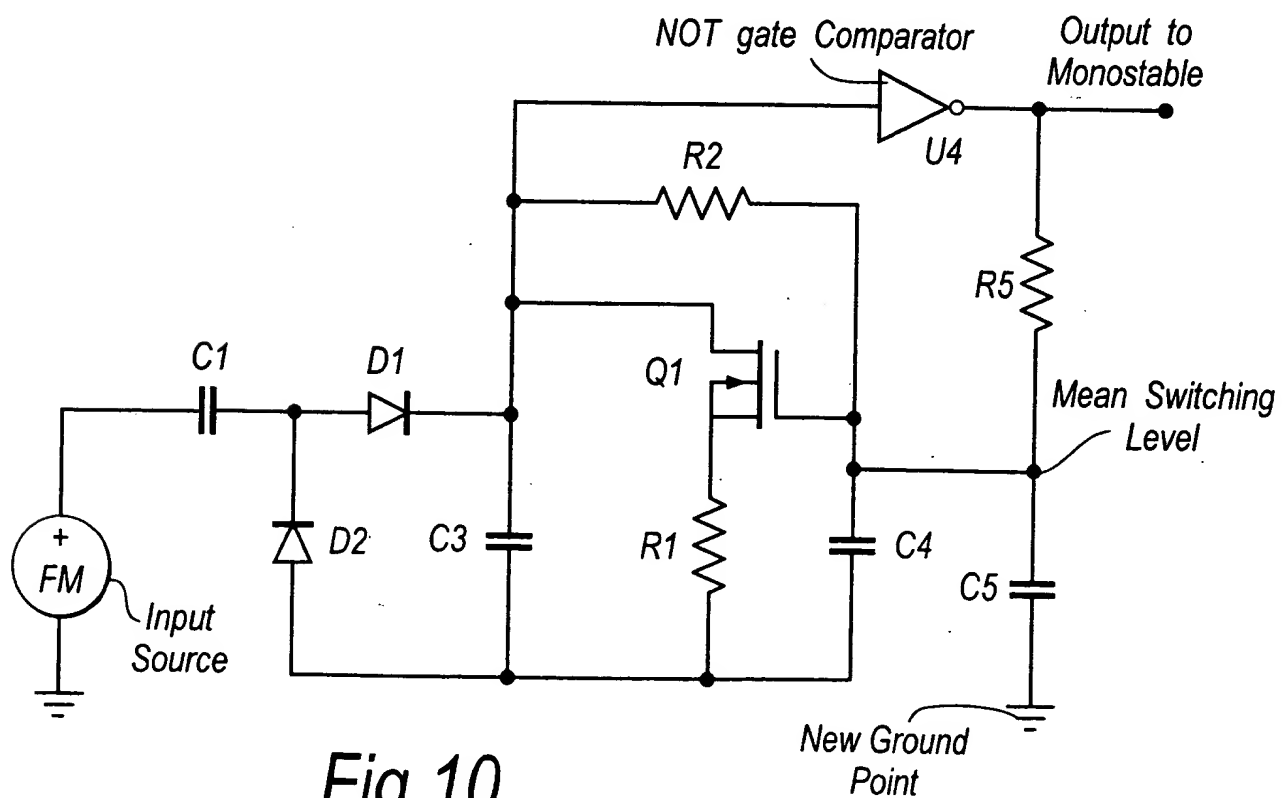 NOT gate Comparator
Output to
Monostable
U4
R2
R5
C1
D1
Q1
Mean Switching
Level
D2
C3
R1
C4
C5
+
FM
Input
Source
New Ground
Point
Fig 10